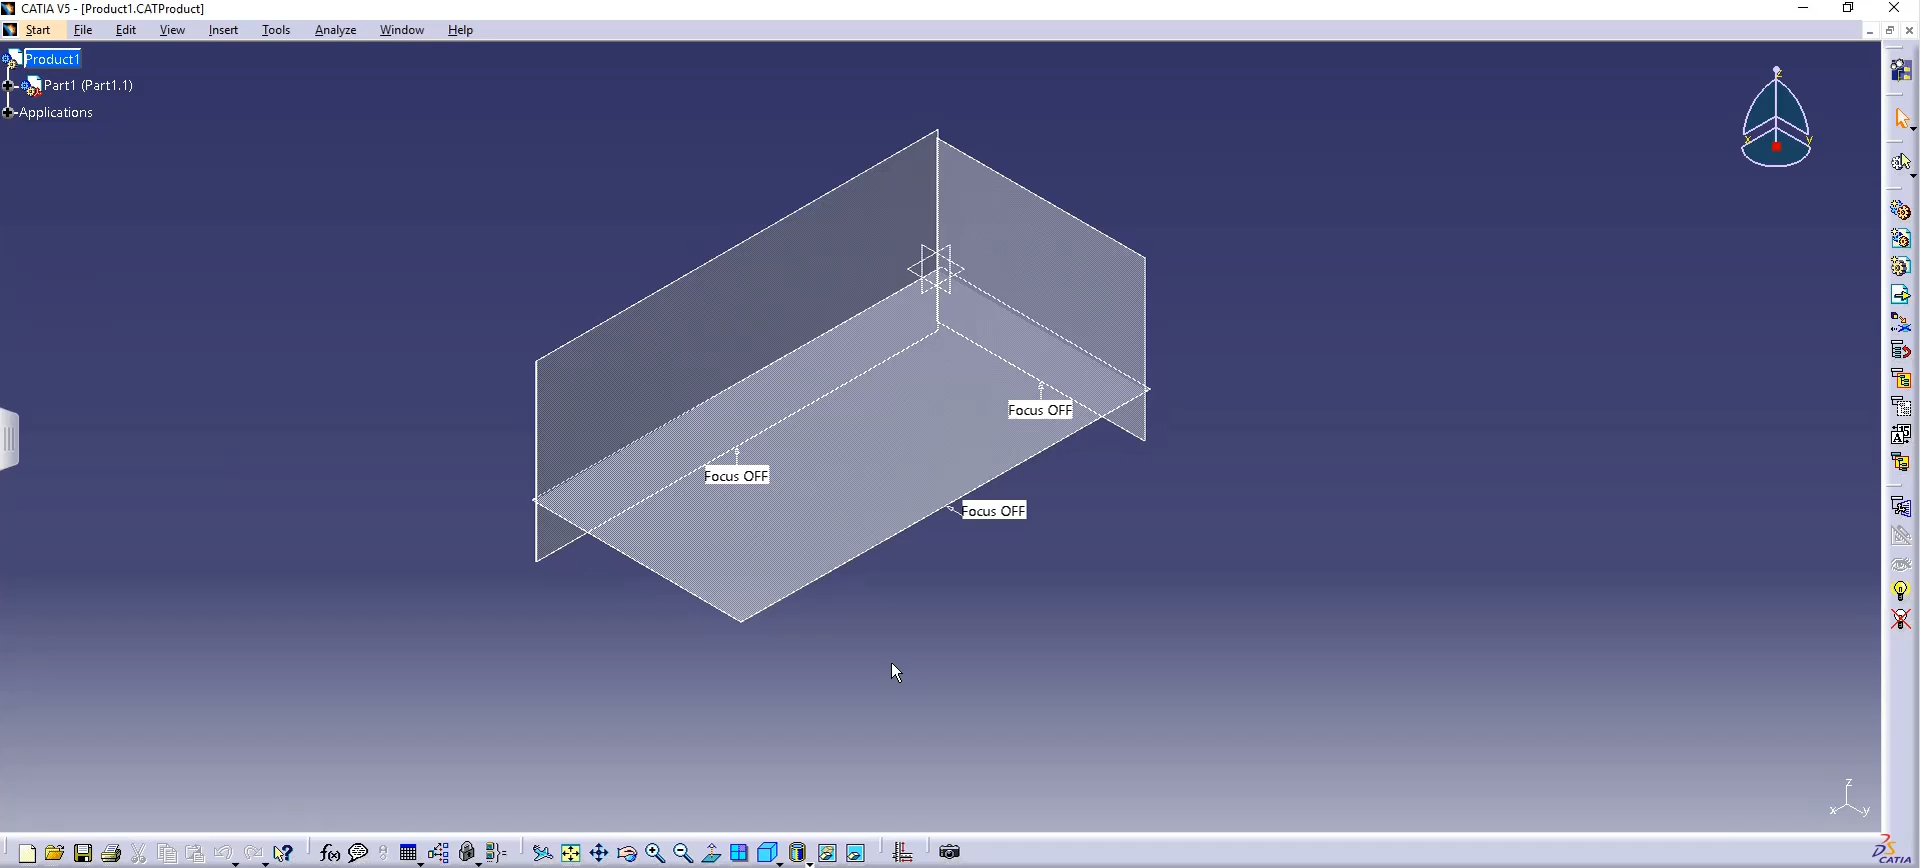 CATIA V5 - [Product1.CATProduct]
Start File Edit View Insert Tools Analyze Window Help
Product1
Part1 (Part1.1)
Applications
z
x y
Focus OFF
Focus OFF
Focus OFF
z
x y
f(x)
CATIA